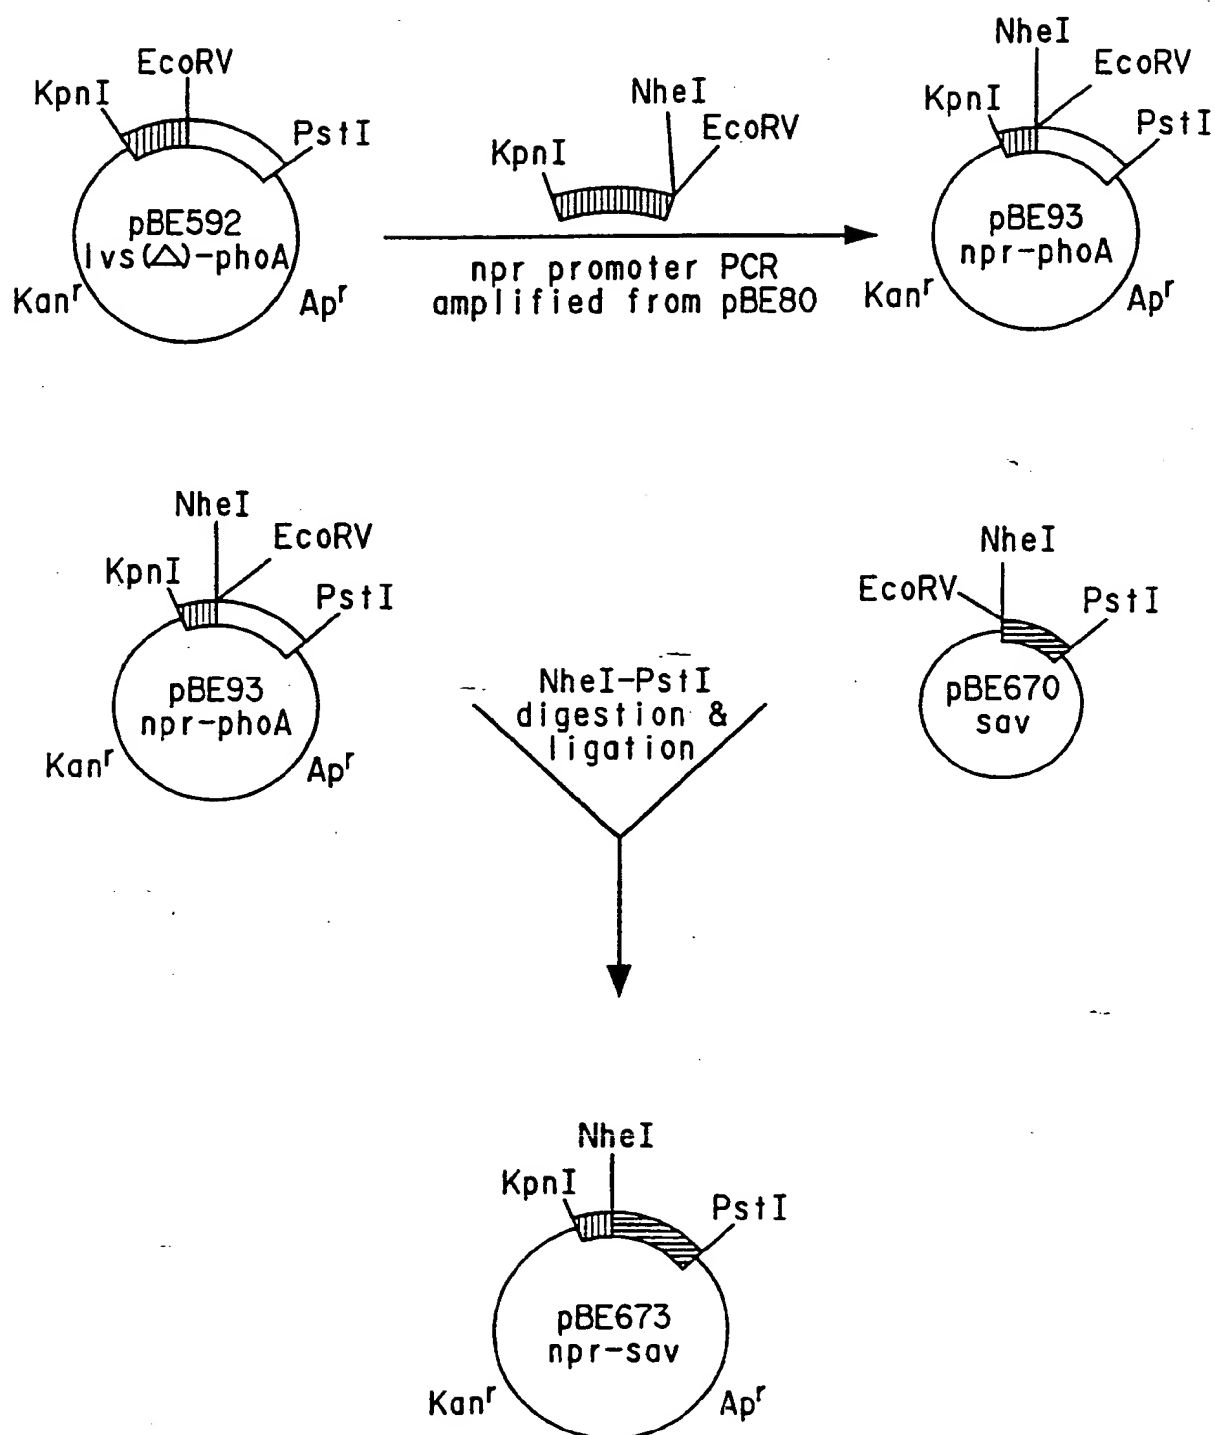 EcoRV
KpnI
PstI
pBE592
lvs(△)-phoA
Kanʳ
Apʳ
NheI
EcoRV
KpnI
npr promoter PCR
amplified from pBE80
NheI
EcoRV
KpnI
PstI
pBE93
npr-phoA
Kanʳ
Apʳ
NheI
EcoRV
KpnI
PstI
pBE93
npr-phoA
Kanʳ
Apʳ
NheI-PstI
digestion &
ligation
NheI
EcoRV
PstI
pBE670
sav
NheI
KpnI
PstI
pBE673
npr-sav
Kanʳ
Apʳ